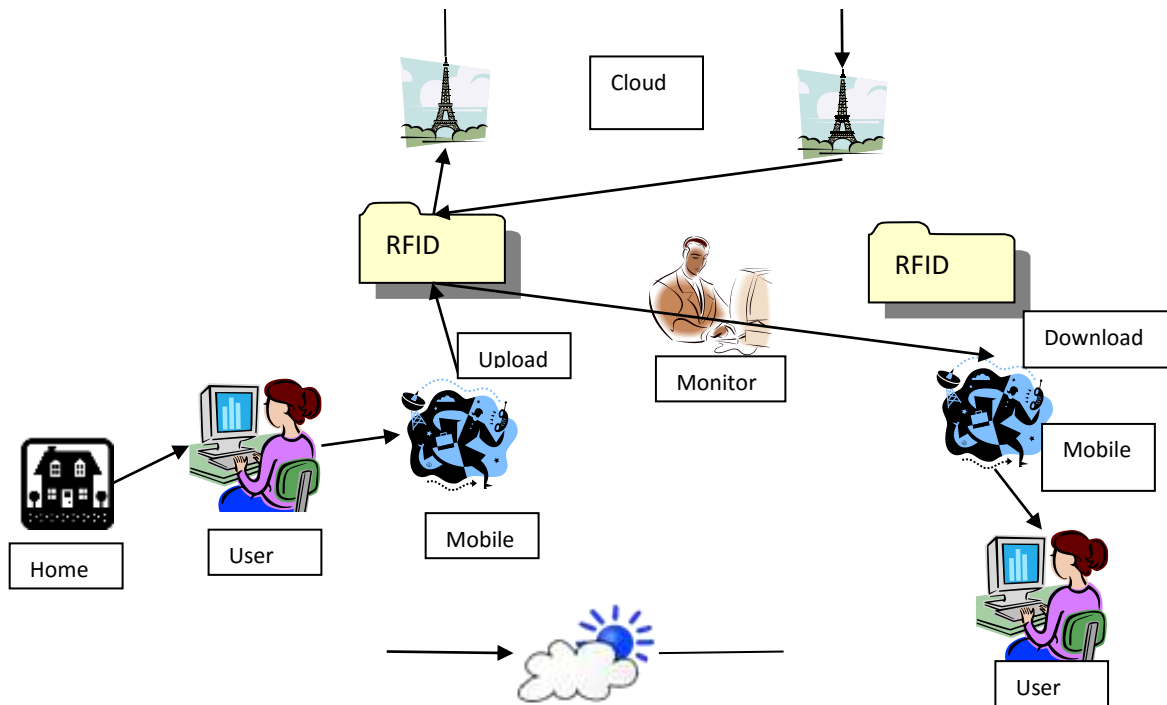 Cloud
RFID
RFID
Upload
Monitor
Download
Mobile
Home
User
Mobile
User